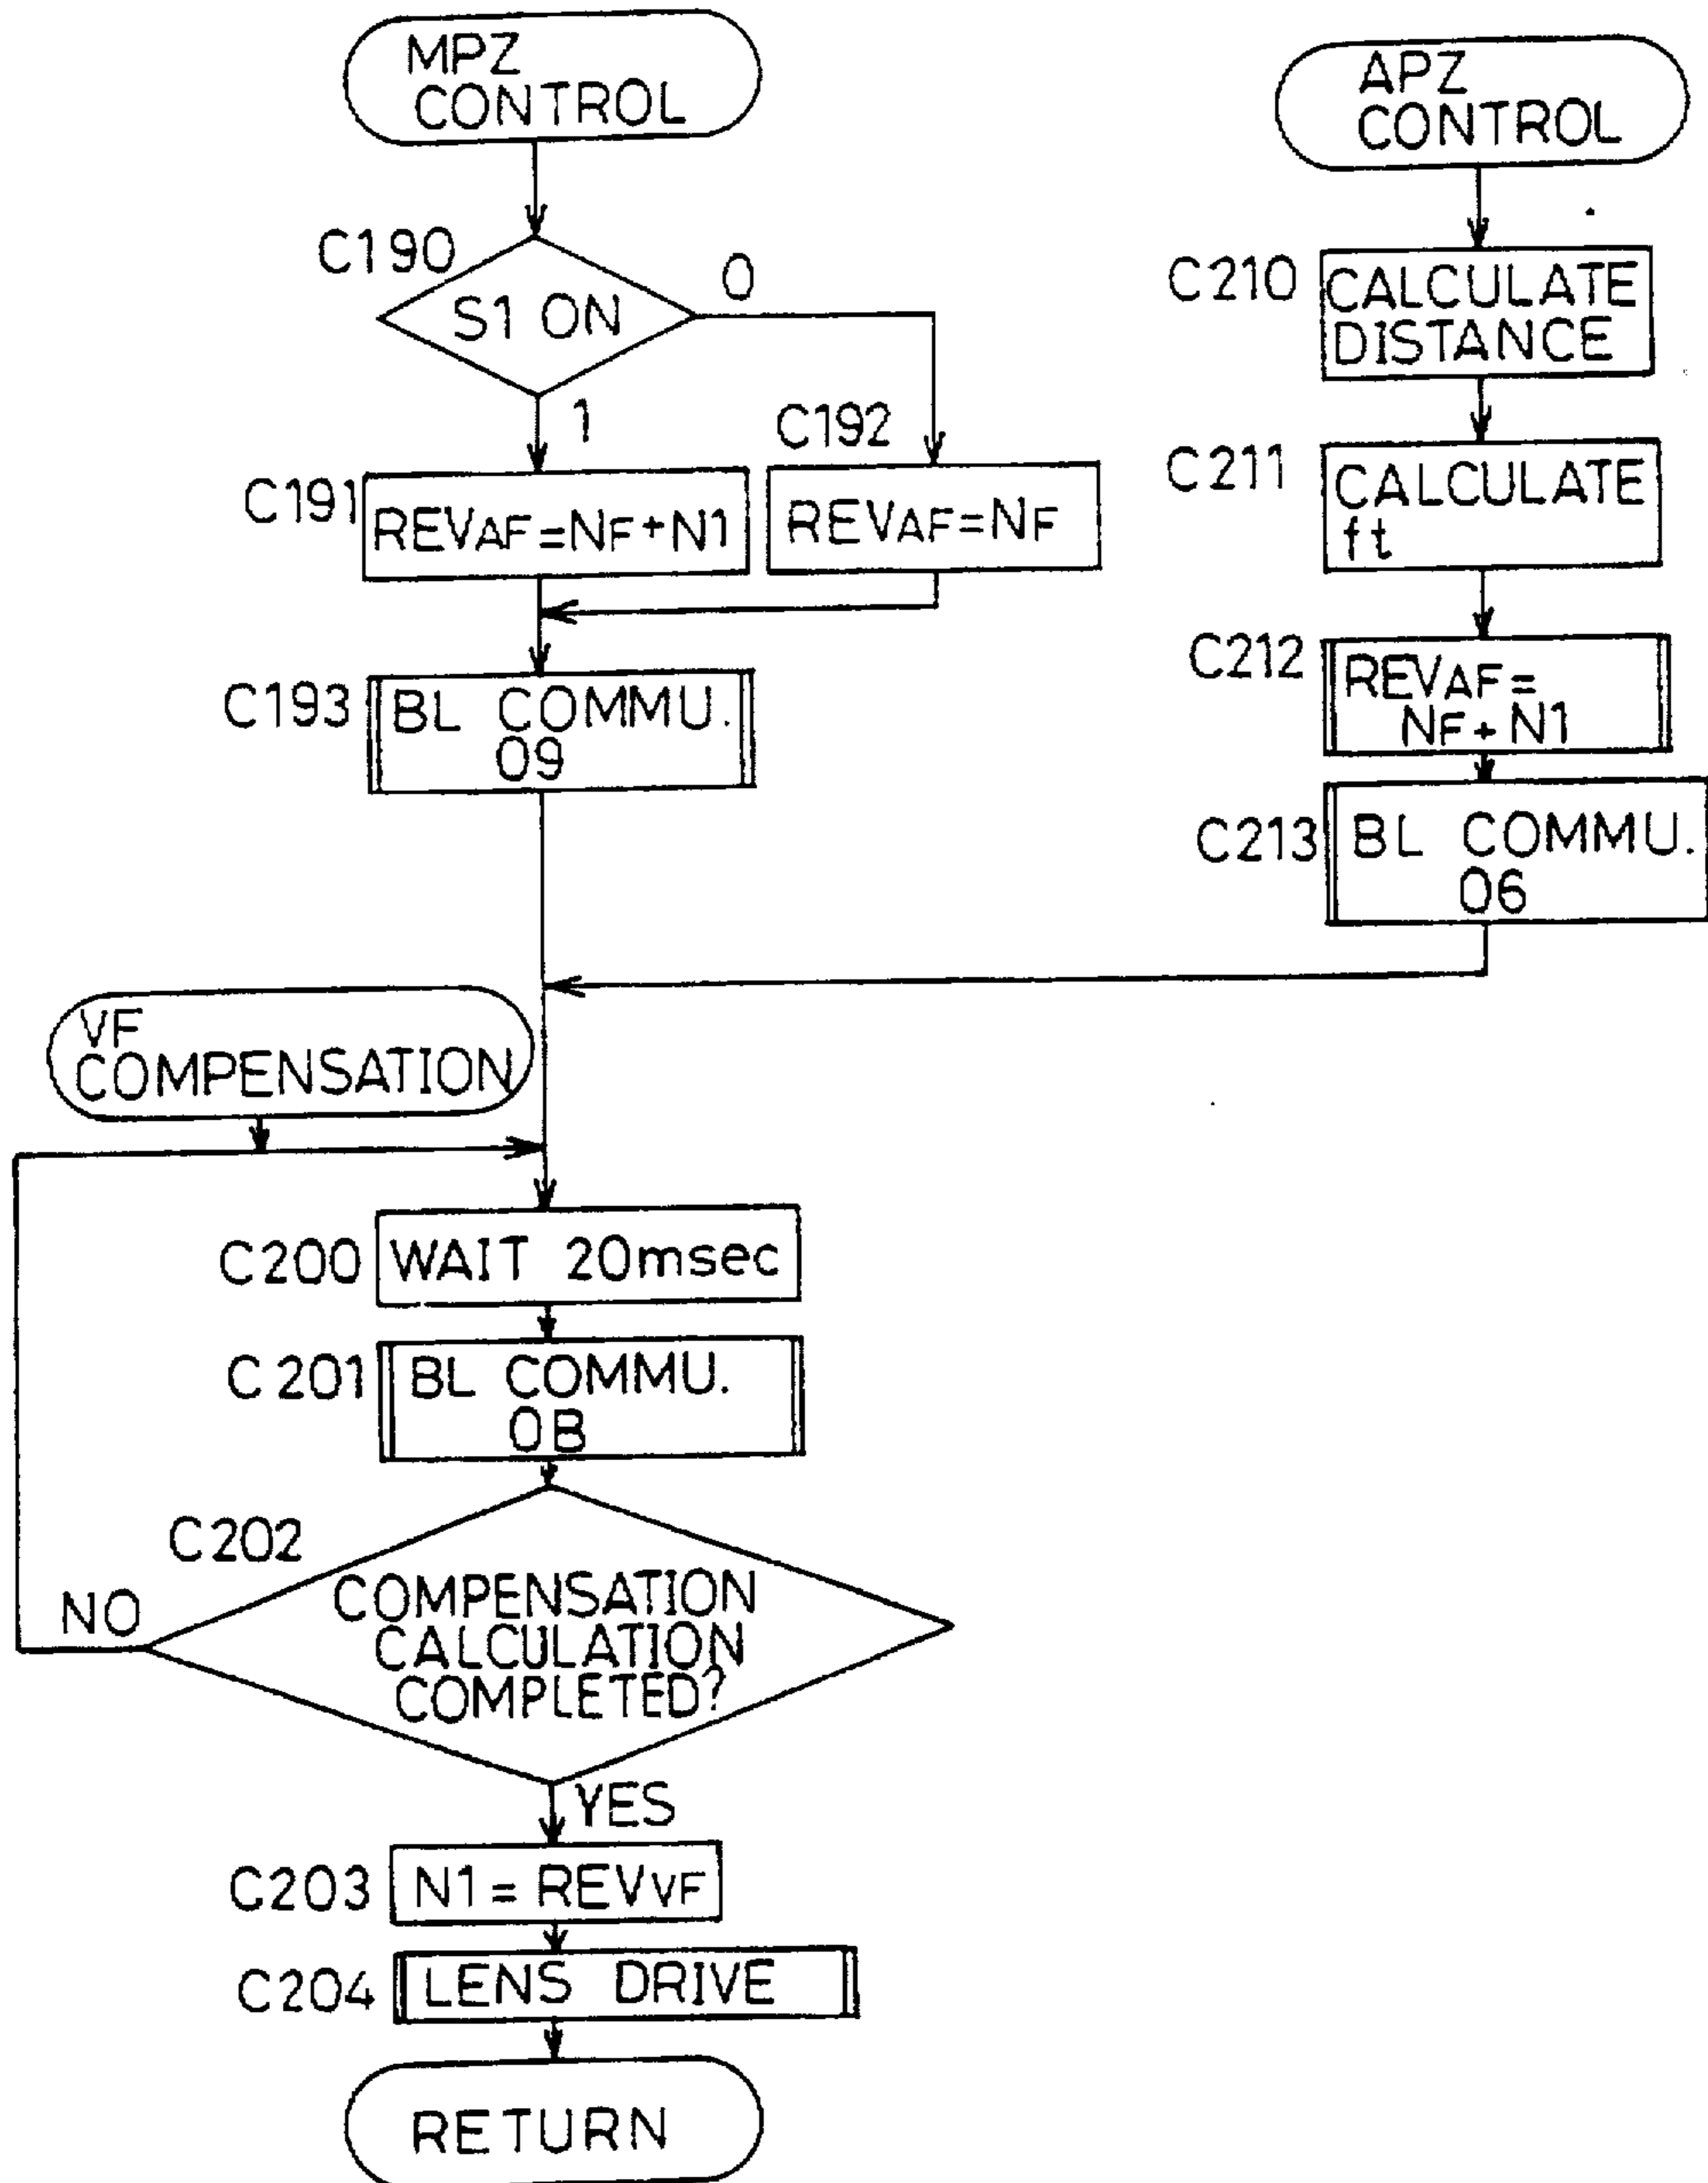 MPZ
CONTROL
C190
S1 ON
0
1
C191
REVAF=NF+N1
C192
REVAF=NF
C193
BL COMMU.
09
APZ
CONTROL
C210
CALCULATE
DISTANCE
C211
CALCULATE
ft
C212
REVAF=
NF+N1
C213
BL COMMU.
06
VF
COMPENSATION
C200
WAIT 20msec
C201
BL COMMU.
0B
C202
COMPENSATION
CALCULATION
COMPLETED?
NO
YES
C203
N1=REVVF
C204
LENS DRIVE
RETURN